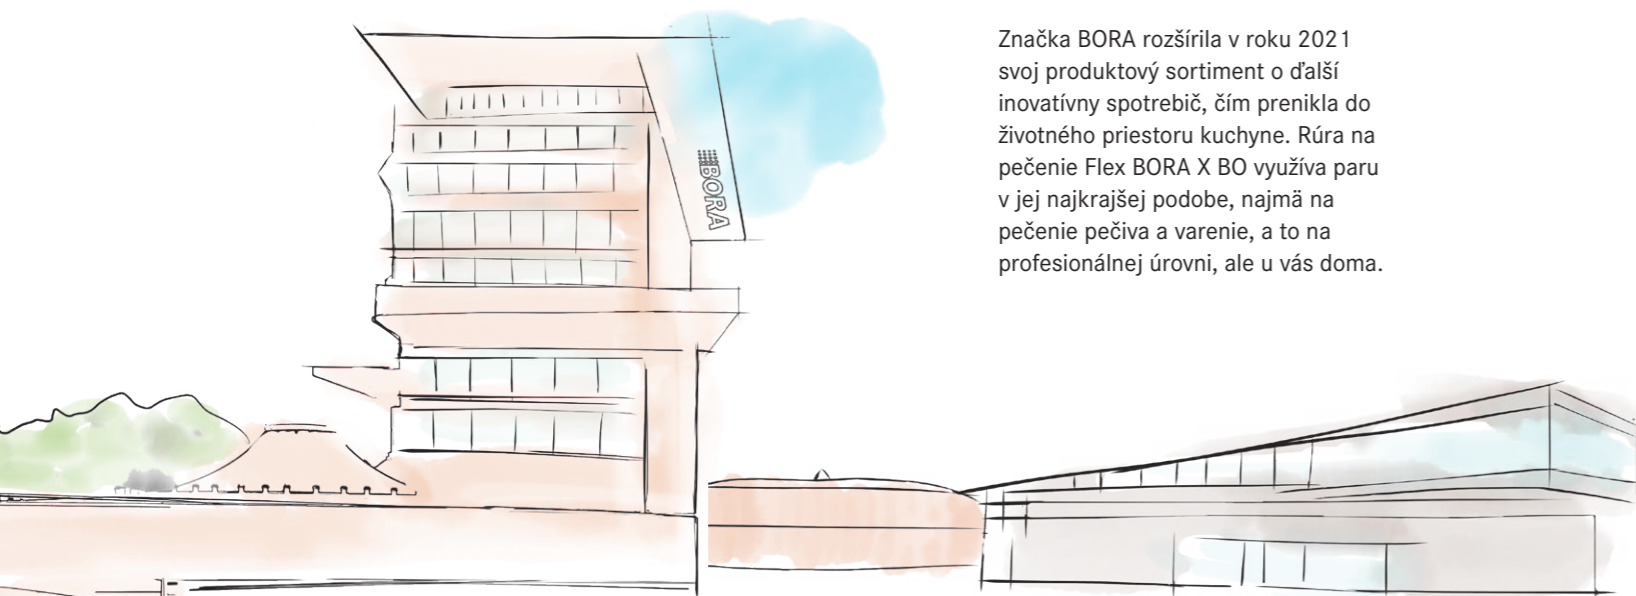 Značka BORA rozšírila v roku 2021
svoj produktový sortiment o ďalší
inovatívny spotrebič, čím prenikla do
životného priestoru kuchyne. Rúra na
pečenie Flex BORA X BO využíva paru
v jej najkrajšej podobe, najmä na
pečenie pečiva a varenie, a to na
profesionálnej úrovni, ale u vás doma.
BORA